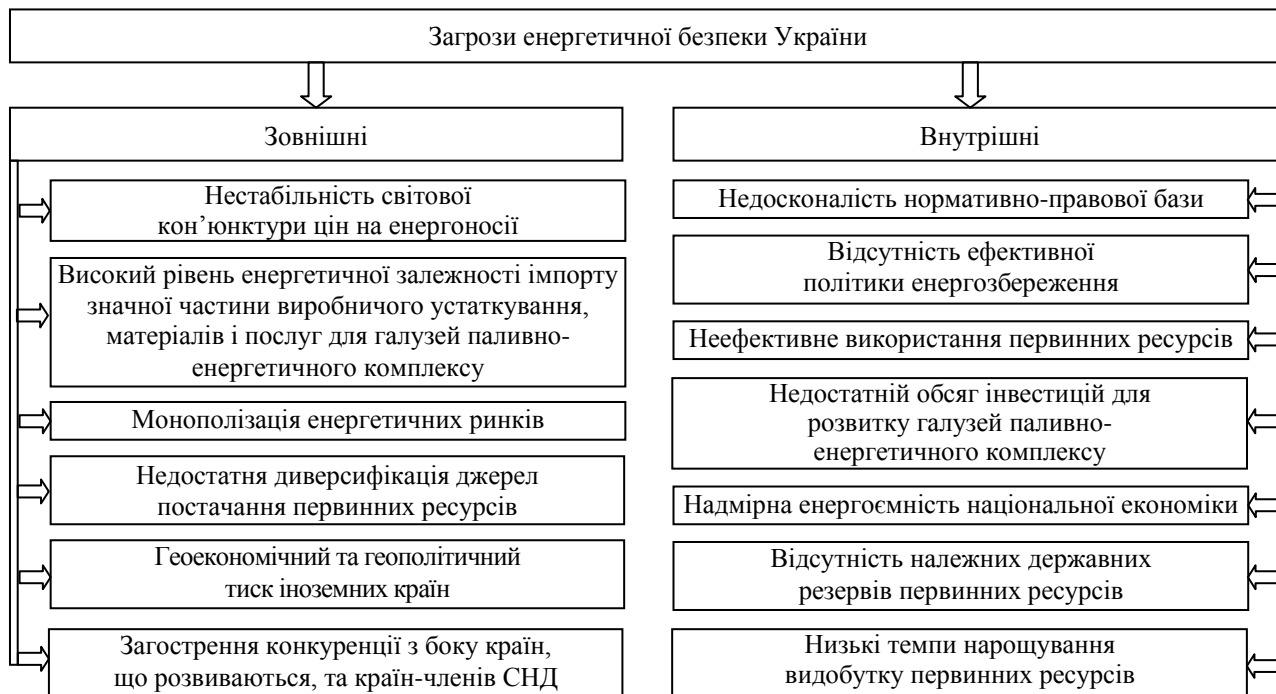 Загрози енергетичної безпеки України
Зовнішні
Нестабільність світової
кон’юнктури цін на енергоносії
Високий рівень енергетичної залежності імпорту
значної частини виробничого устаткування,
матеріалів і послуг для галузей паливно-
енергетичного комплексу
Монополізація енергетичних ринків
Недостатня диверсифікація джерел
постачання первинних ресурсів
Геоекономічний та геополітичний
тиск іноземних країн
Загострення конкуренції з боку країн,
що розвиваються, та країн-членів СНД
Внутрішні
Недосконалість нормативно-правової бази
Відсутність ефективної
політики енергозбереження
Неефективне використання первинних ресурсів
Недостатній обсяг інвестицій для
розвитку галузей паливно-
енергетичного комплексу
Надмірна енергоємність національної економіки
Відсутність належних державних
резервів первинних ресурсів
Низькі темпи нарощування
видобутку первинних ресурсів